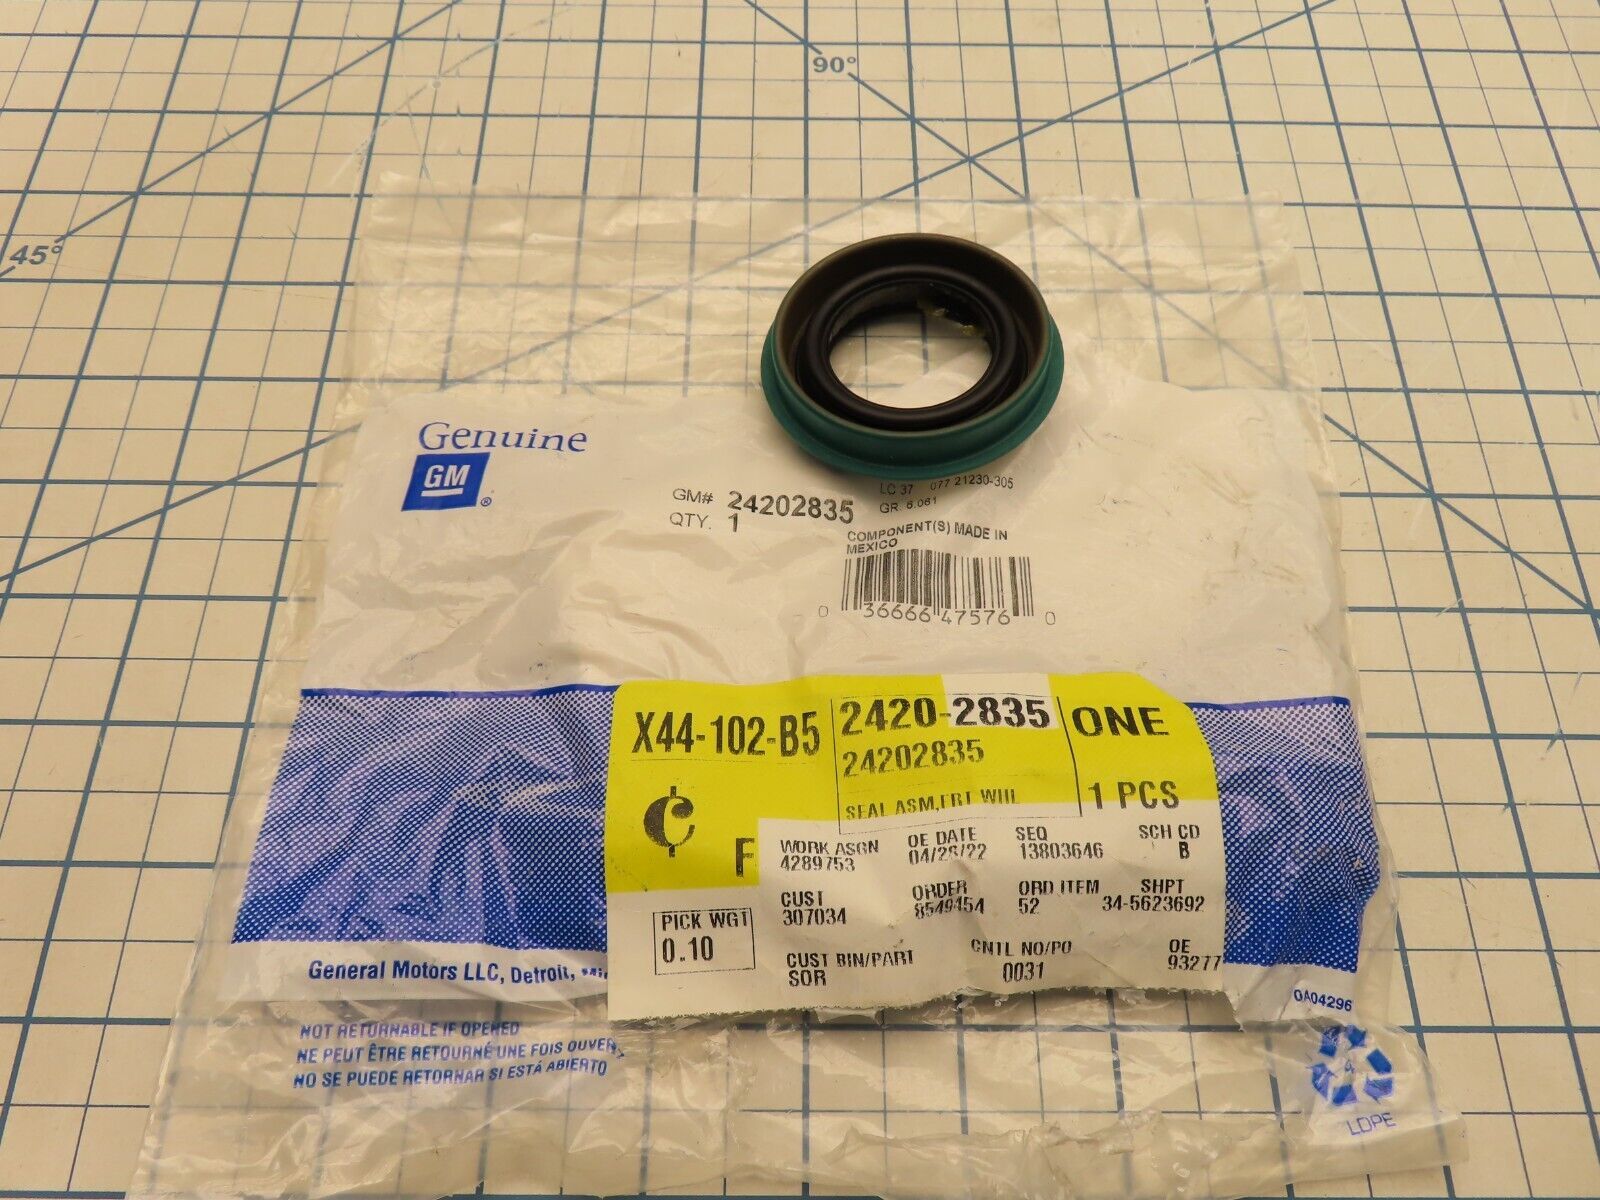 90°
45°
Genuine
GM
®
GM# 24202835
QTY. 1
LC 37 077 21230-305
GR. 6.061
COMPONENT(S) MADE IN
MEXICO
0 36666 47576 0
X44-102-B5
2420-2835
24202835
SEAL ASM,FRT WHL
ONE
1 PCS
¢
F
PICK WGT
0.10
WORK ASGN
4289753
OE DATE
04/28/22
SEQ
13803646
SCH CD
B
CUST
307034
ORDER
8549454
ORD ITEM
52
SHPT
34-5623692
CUST BIN/PART
SOR
CNTL NO/PO
0031
OE
93277
General Motors LLC, Detroit,
0A04296
NOT RETURNABLE IF OPENED
NE PEUT ÊTRE RETOURNÉ UNE FOIS OUVER
NO SE PUEDE RETORNAR SI ESTÁ ABIERTO
LDPE